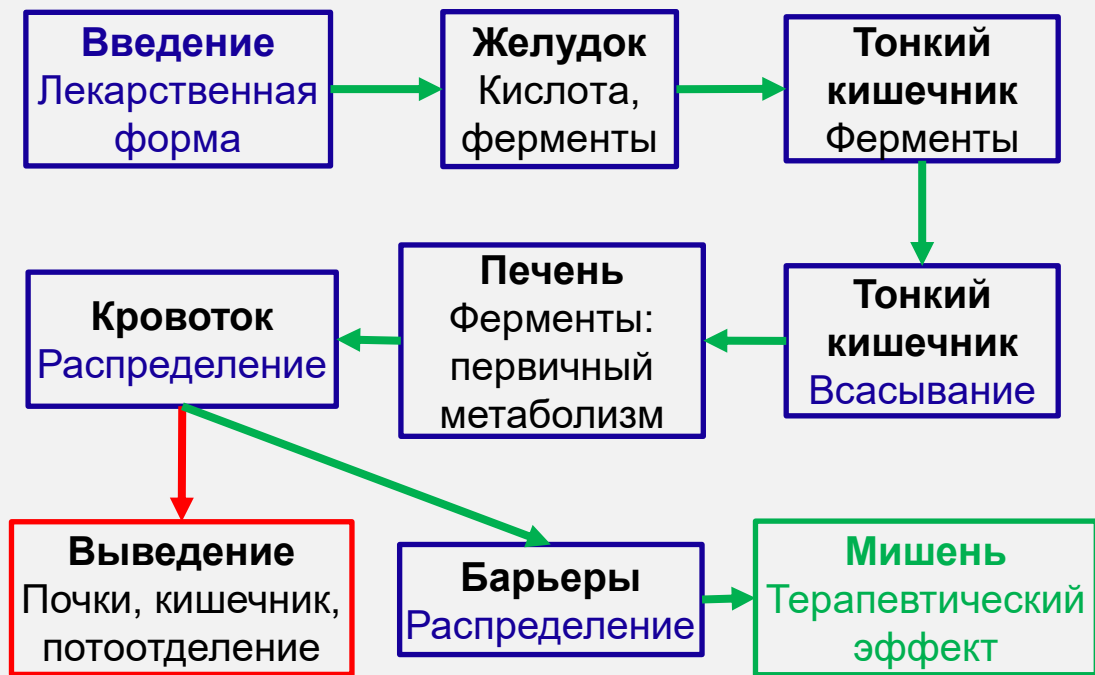 Введение
Лекарственная
форма
Желудок
Кислота,
ферменты
Тонкий
кишечник
Ферменты
Кровоток
Распределение
Печень
Ферменты:
первичный
метаболизм
Тонкий
кишечник
Всасывание
Выведение
Почки, кишечник,
потоотделение
Барьеры
Распределение
Мишень
Терапевтический
эффект